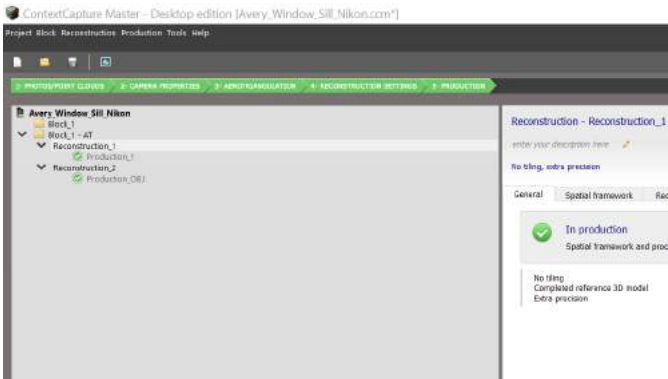 ContextCapture Master - Desktop edition [Avery_Window_Sill_Nikon.ccm*]
Project Block Reconstruction Production Tools Help
1- PHOTOS/POINT CLOUDS 2- CAMERA PROPERTIES 3- AEROTRIANGULATION 4- RECONSTRUCTION SETTINGS 5- PRODUCTION
Avery_Window_Sill_Nikon
Block_1
Block_1 - AT
Reconstruction_1
Production_1
Reconstruction_2
Production_OBJ
Reconstruction - Reconstruction_1
enter your description here
No tiling, extra precision
General Spatial framework Rec
In production
Spatial framework and proc
No tiling
Completed reference 3D model
Extra precision